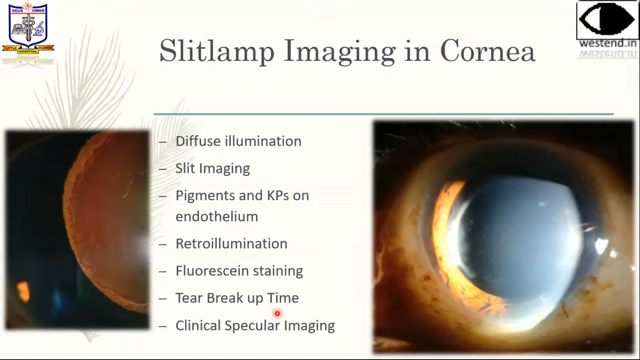 westend.in
Slitlamp Imaging in Cornea
– Diffuse illumination
– Slit Imaging
– Pigments and KPs on
endothelium
– Retroillumination
– Fluorescein staining
– Tear Break up Time
– Clinical Specular Imaging